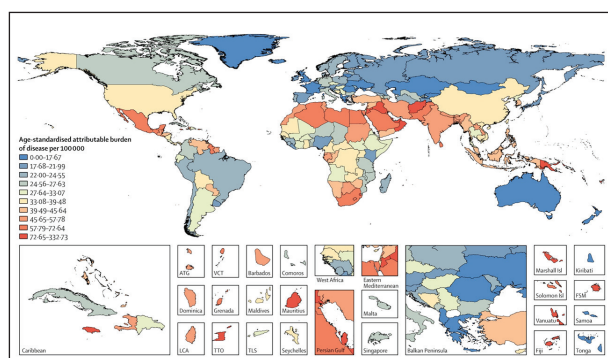 Age-standardised attributable burden
of disease per 100 000
0·00–17·67
17·68–21·99
22·00–24·55
24·56–27·63
27·64–33·07
33·08–39·48
39·49–45·64
45·65–57·78
57·79–72·64
72·65–332·73
Caribbean
ATG
VCT
Barbados
Comoros
Dominica
Grenada
Maldives
Mauritius
LCA
TTO
TLS
Seychelles
West Africa
Eastern
Mediterranean
Persian Gulf
Malta
Singapore
Balkan Peninsula
Marshall Isl
Kiribati
Solomon Isl
FSM
Vanuatu
Samoa
Fiji
Tonga